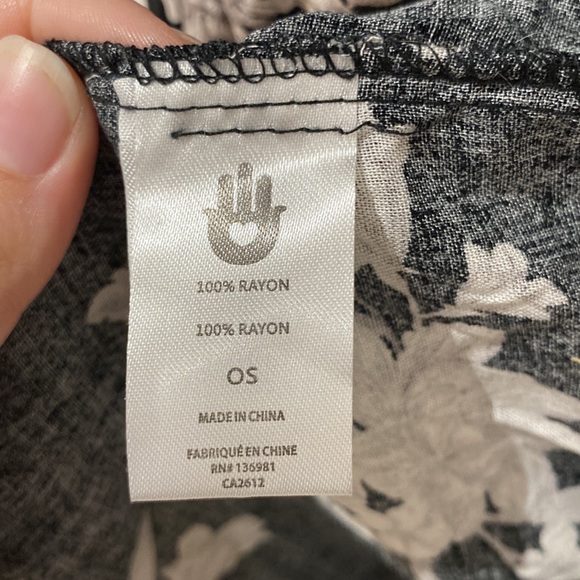 100% RAYON
100% RAYON
OS
MADE IN CHINA
FABRIQUÉ EN CHINE
RN# 136981
CA2612